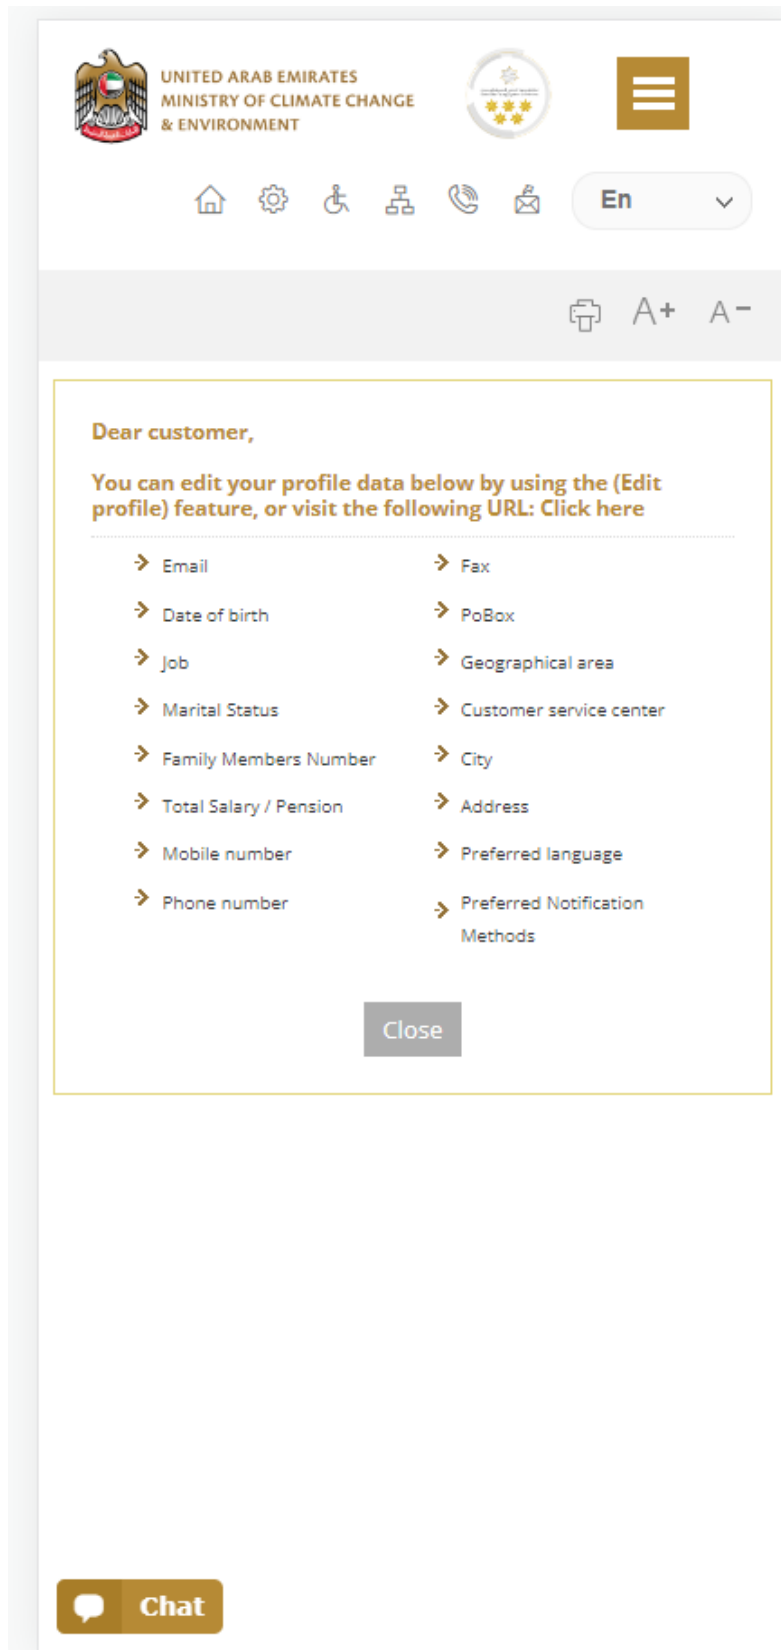 UNITED ARAB EMIRATES
MINISTRY OF CLIMATE CHANGE
& ENVIRONMENT
En
A+ A-
Dear customer,
You can edit your profile data below by using the (Edit
profile) feature, or visit the following URL: Click here
Email
Fax
Date of birth
PoBox
Job
Geographical area
Marital Status
Customer service center
Family Members Number
City
Total Salary / Pension
Address
Mobile number
Preferred language
Phone number
Preferred Notification
Methods
Close
Chat